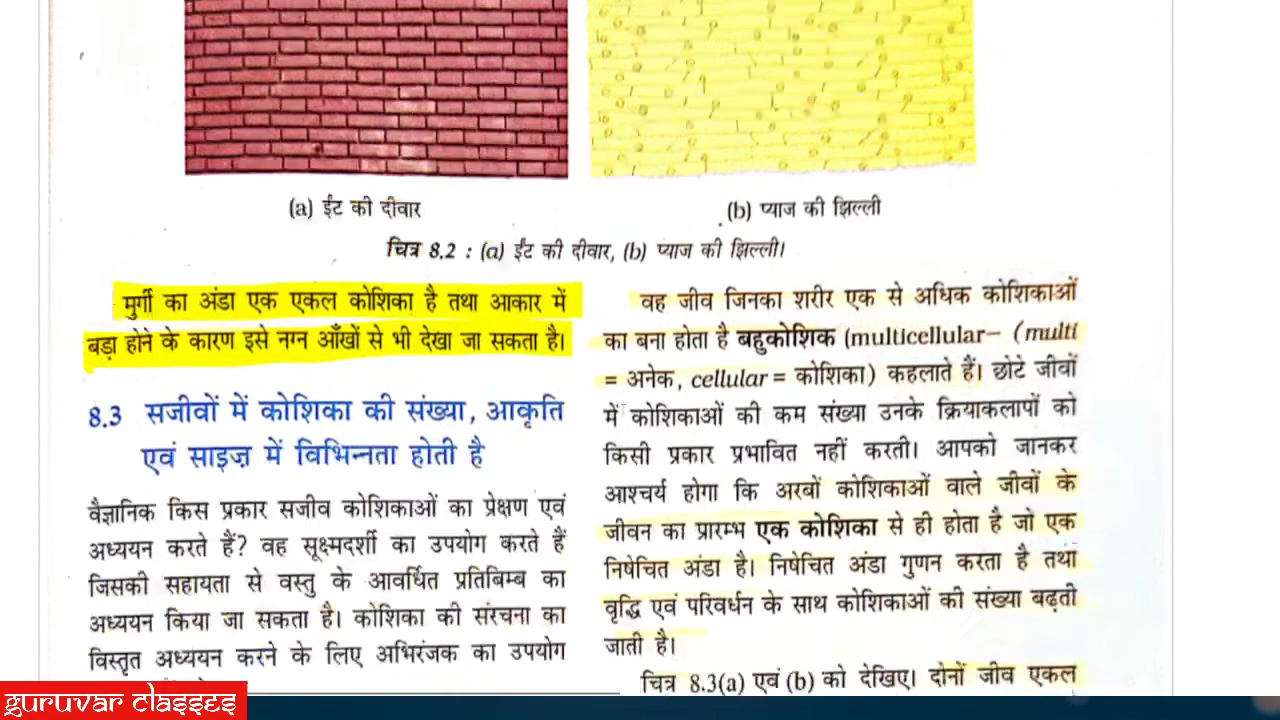 (a) ईंट की दीवार
(b) प्याज की झिल्ली
चित्र 8.2 : (a) ईंट की दीवार, (b) प्याज की झिल्ली।
मुर्गी का अंडा एक एकल कोशिका है तथा आकार में
बड़ा होने के कारण इसे नग्न आँखों से भी देखा जा सकता है।
8.3 सजीवों में कोशिका की संख्या, आकृति
एवं साइज़ में विभिन्नता होती है
वैज्ञानिक किस प्रकार सजीव कोशिकाओं का प्रेक्षण एवं
अध्ययन करते हैं? वह सूक्ष्मदर्शी का उपयोग करते हैं
जिसकी सहायता से वस्तु के आवर्धित प्रतिबिम्ब का
अध्ययन किया जा सकता है। कोशिका की संरचना का
विस्तृत अध्ययन करने के लिए अभिरंजक का उपयोग
वह जीव जिनका शरीर एक से अधिक कोशिकाओं
का बना होता है बहुकोशिक (multicellular– (multi
= अनेक, cellular = कोशिका) कहलाते हैं। छोटे जीवों
में कोशिकाओं की कम संख्या उनके क्रियाकलापों को
किसी प्रकार प्रभावित नहीं करती। आपको जानकर
आश्चर्य होगा कि अरबों कोशिकाओं वाले जीवों के
जीवन का प्रारम्भ एक कोशिका से ही होता है जो एक
निषेचित अंडा है। निषेचित अंडा गुणन करता है तथा
वृद्धि एवं परिवर्धन के साथ कोशिकाओं की संख्या बढ़ती
जाती है।
चित्र 8.3(a) एवं (b) को देखिए। दोनों जीव एकल
GURUVAR CLASSES